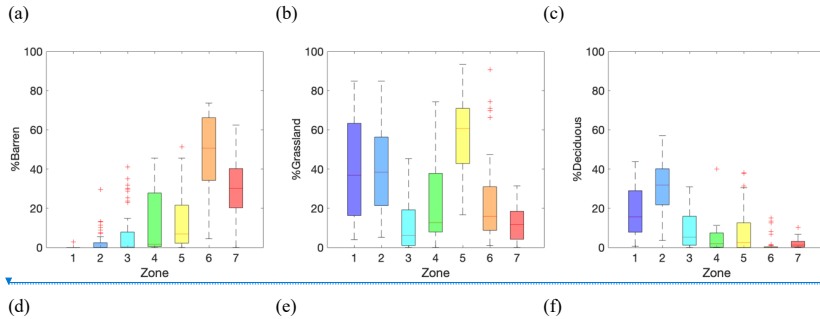 (a) (b) (c)
100 100 100
80 80 80
60 60 60
%Barren %Grassland %Deciduous
40 40 40
20 20 20
0 0 0
1 2 3 4 5 6 7 1 2 3 4 5 6 7 1 2 3 4 5 6 7
Zone Zone Zone
(d) (e) (f)